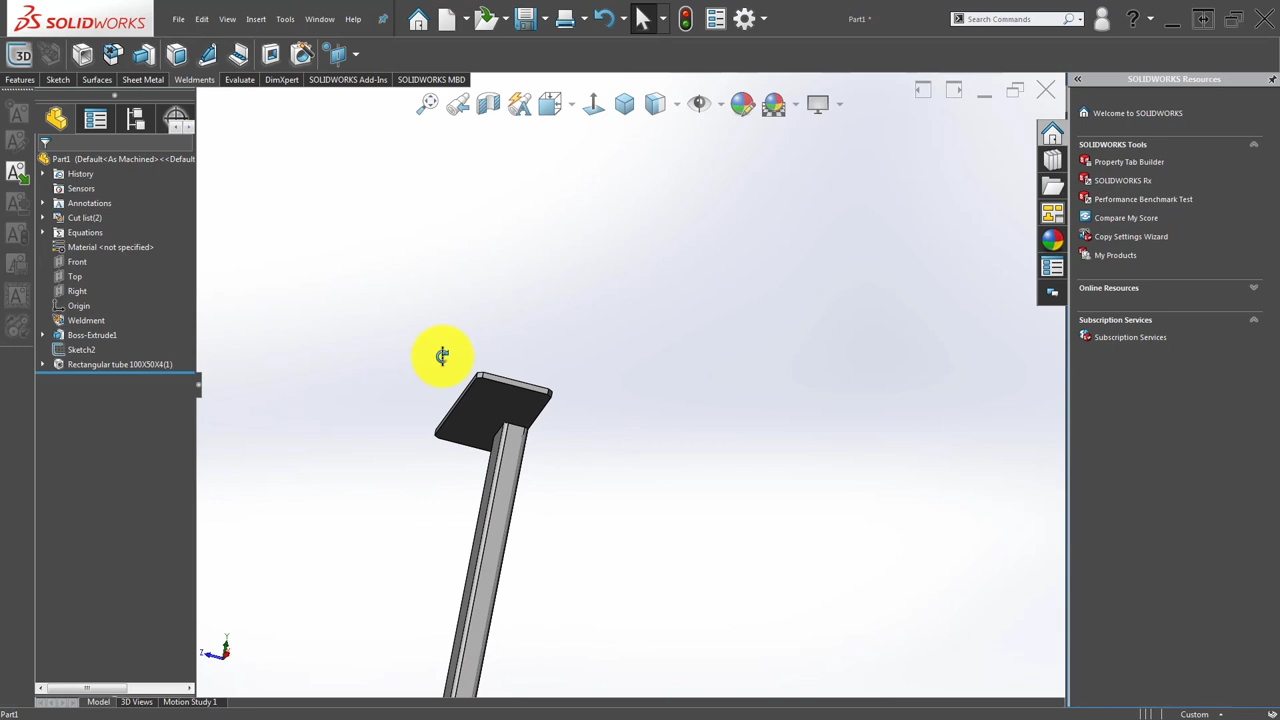 SOLIDWORKS
File Edit View Insert Tools Window Help
Part1 *
Search Commands
?
3D
Features Sketch Surfaces Sheet Metal Weldments Evaluate DimXpert SOLIDWORKS Add-Ins SOLIDWORKS MBD
SOLIDWORKS Resources
Part1 (Default<As Machined><<Default
History
Sensors
Annotations
Cut list(2)
Equations
Material <not specified>
Front
Top
Right
Origin
Weldment
Boss-Extrude1
Sketch2
Rectangular tube 100X50X4(1)
Welcome to SOLIDWORKS
SOLIDWORKS Tools
Property Tab Builder
SOLIDWORKS Rx
Performance Benchmark Test
Compare My Score
Copy Settings Wizard
My Products
Online Resources
Subscription Services
Subscription Services
Y
Z
Model 3D Views Motion Study 1
Part1
Custom